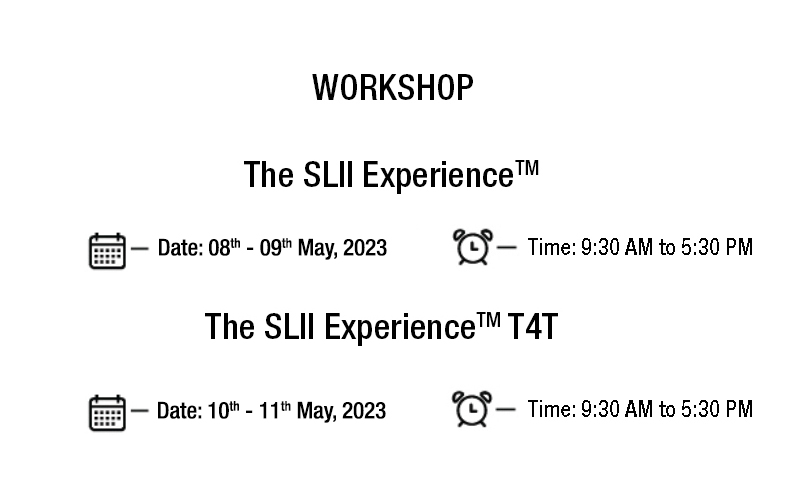 WORKSHOP
The SLII Experience™
Date: 08th - 09th May, 2023
Time: 9:30 AM to 5:30 PM
The SLII Experience™ T4T
Date: 10th - 11th May, 2023
Time: 9:30 AM to 5:30 PM